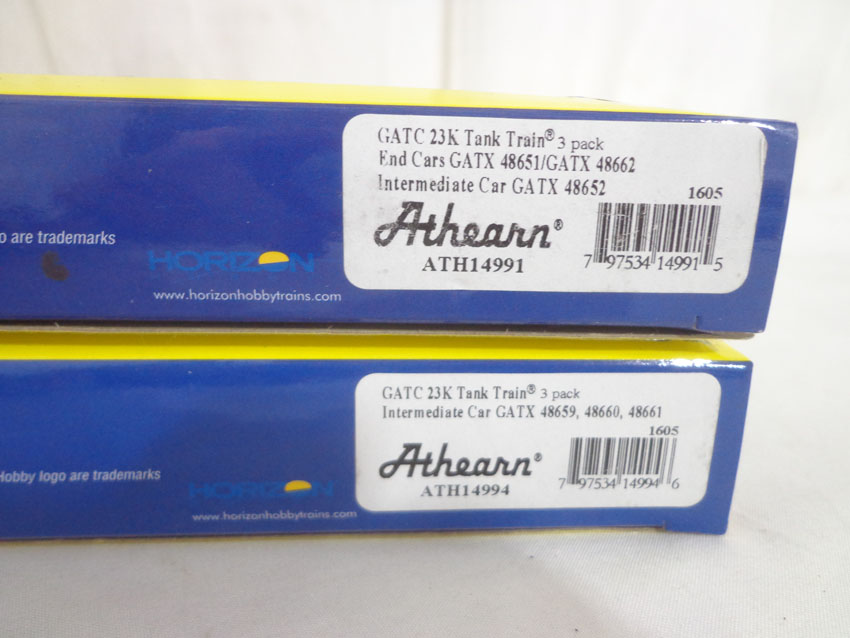 GATC 23K Tank Train® 3 pack
End Cars GATX 48651/GATX 48662
Intermediate Car GATX 48652
1605
Athearn®
ATH14991
7 97534 14991 5
o are trademarks
HORIZON
www.horizonhobbytrains.com
GATC 23K Tank Train® 3 pack
Intermediate Car GATX 48659, 48660, 48661
1605
Athearn®
ATH14994
7 97534 14994 6
Hobby logo are trademarks
HORIZON
www.horizonhobbytrains.com